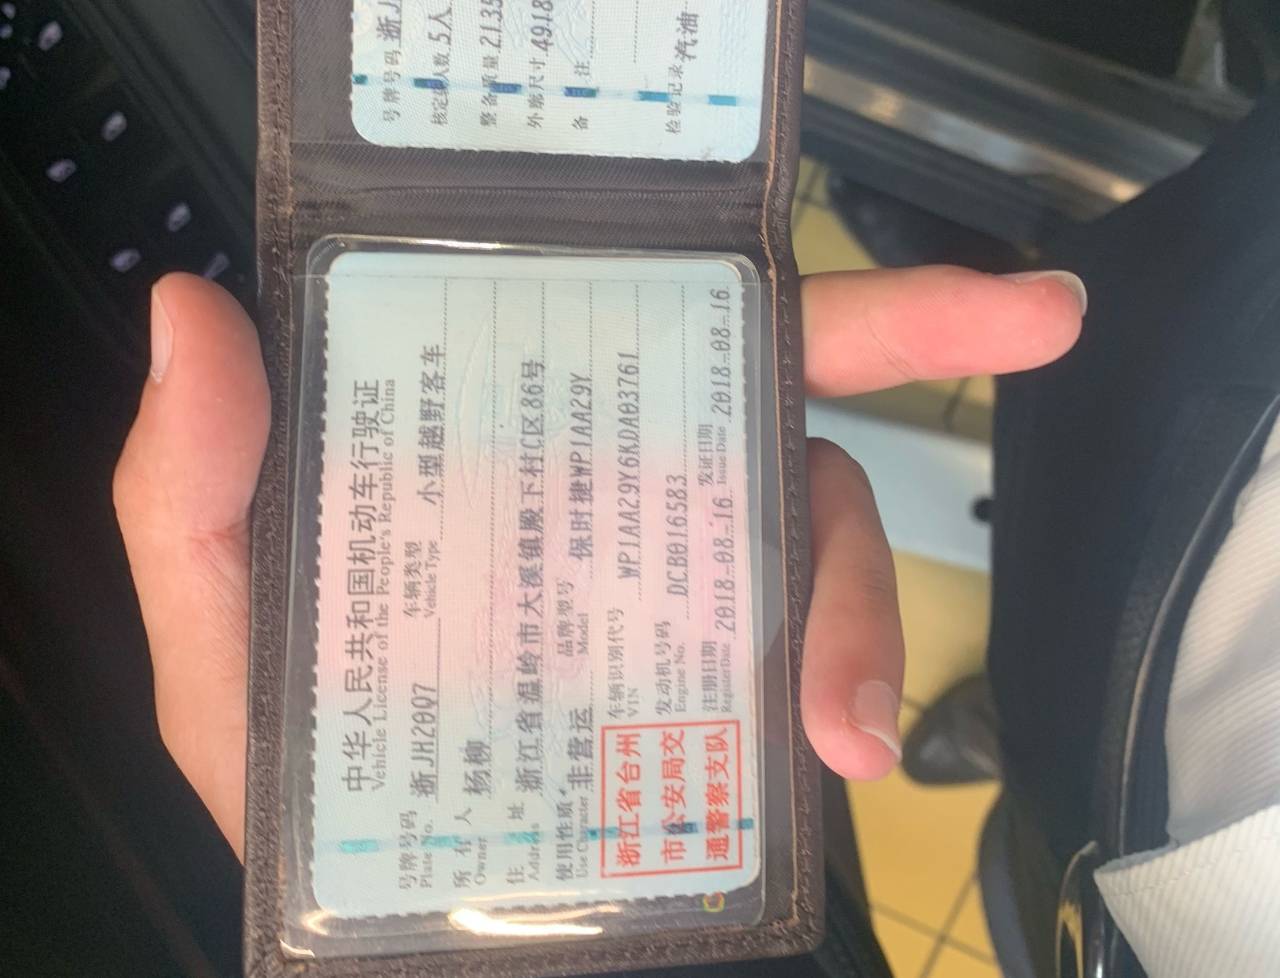 中华人民共和国机动车行驶证
Vehicle License of the People's Republic of China
号牌号码 浙JH20Q7 车辆类型 小型越野客车
Plate No. Vehicle Type
所有人 杨柳
Owner
住址 浙江省温岭市大溪镇殿下村C区86号
Address
使用性质 非营运 品牌型号 保时捷WP1AA29Y
Use Character Model
浙江省台州
市公安局交
通警察支队
车辆识别代号 WP1AA29Y6KDA03761
VIN
发动机号码 DCB016583
Engine No.
注册日期 2018-08-16 发证日期 2018-08-16
Register Date Issue Date
号牌号码 浙J
核定载人数 5人
整备质量 2135
外廓尺寸 4918
备注
检验记录 汽油